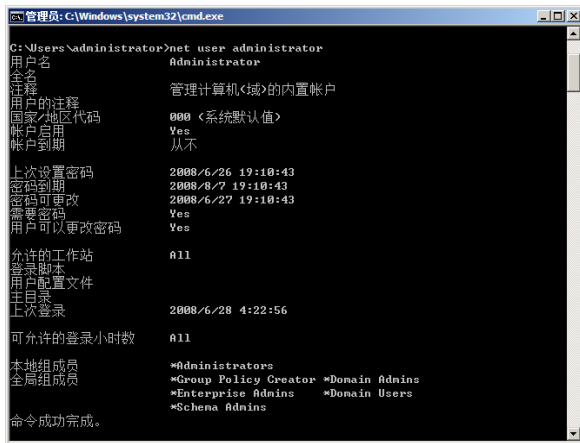 管理员: C:\Windows\system32\cmd.exe
C:\Users\administrator>net user administrator
用户名 Administrator
全名
注释 管理计算机(域)的内置帐户
用户的注释
国家/地区代码 000 (系统默认值)
帐户启用 Yes
帐户到期 从不
上次设置密码 2008/6/26 19:10:43
密码到期 2008/8/7 19:10:43
密码可更改 2008/6/27 19:10:43
需要密码 Yes
用户可以更改密码 Yes
允许的工作站 All
登录脚本
用户配置文件
主目录
上次登录 2008/6/28 4:22:56
可允许的登录小时数 All
本地组成员 *Administrators
全局组成员 *Group Policy Creator *Domain Admins
*Enterprise Admins *Domain Users
*Schema Admins
命令成功完成。